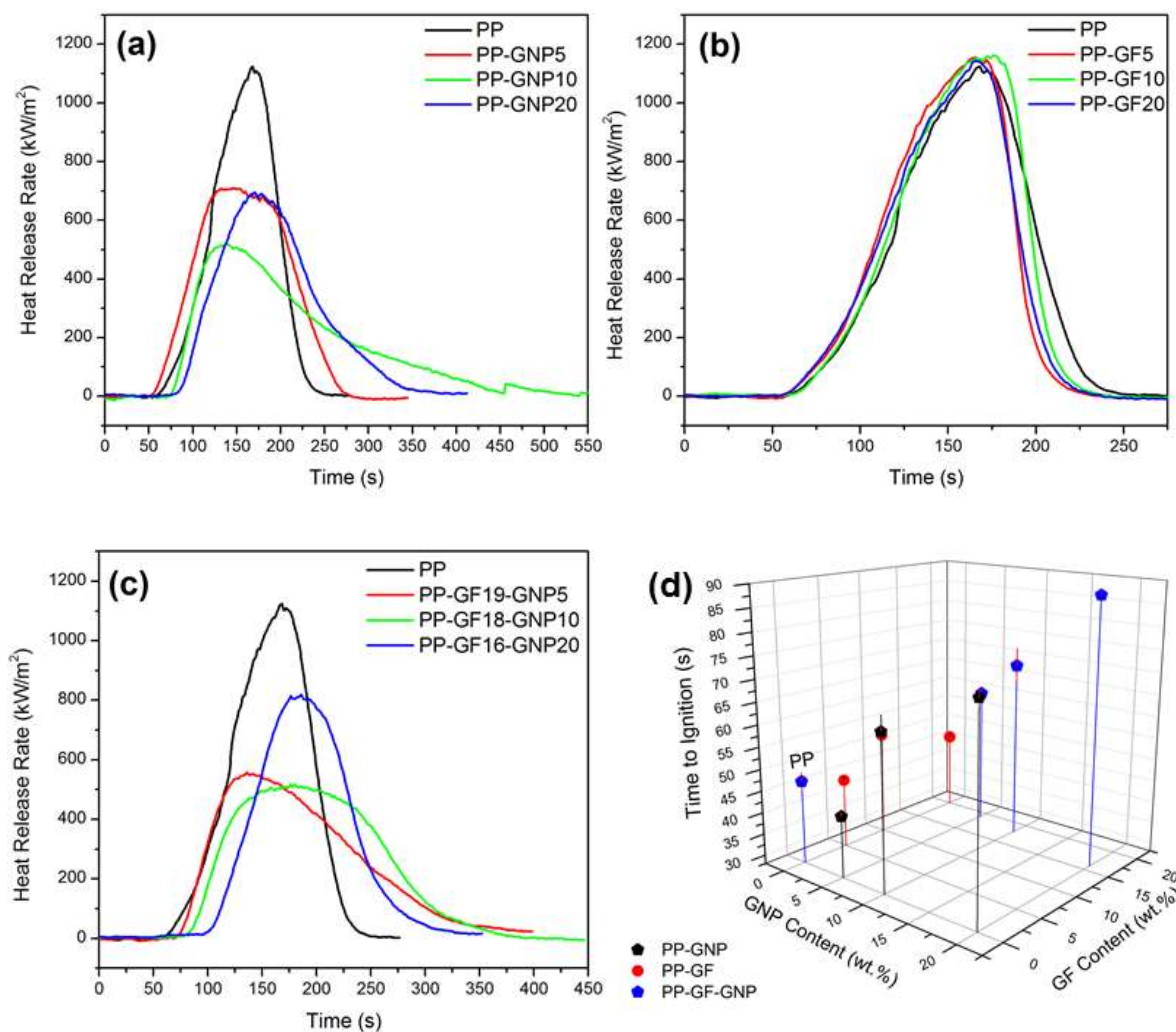 (a)
PP
PP-GNP5
PP-GNP10
PP-GNP20
Heat Release Rate (kW/m²)
1200
1000
800
600
400
200
0
0 50 100 150 200 250 300 350 400 450 500 550
Time (s)
(b)
PP
PP-GF5
PP-GF10
PP-GF20
Heat Release Rate (kW/m²)
1200
1000
800
600
400
200
0
0 50 100 150 200 250
Time (s)
(c)
PP
PP-GF19-GNP5
PP-GF18-GNP10
PP-GF16-GNP20
Heat Release Rate (kW/m²)
1200
1000
800
600
400
200
0
0 50 100 150 200 250 300 350 400 450
Time (s)
(d)
Time to Ignition (s)
90
85
80
75
70
65
60
55
50
45
40
35
30
PP
0 5 10 15 20
GNP Content (wt.%)
0 5 10 15 20
GF Content (wt.%)
PP-GNP
PP-GF
PP-GF-GNP